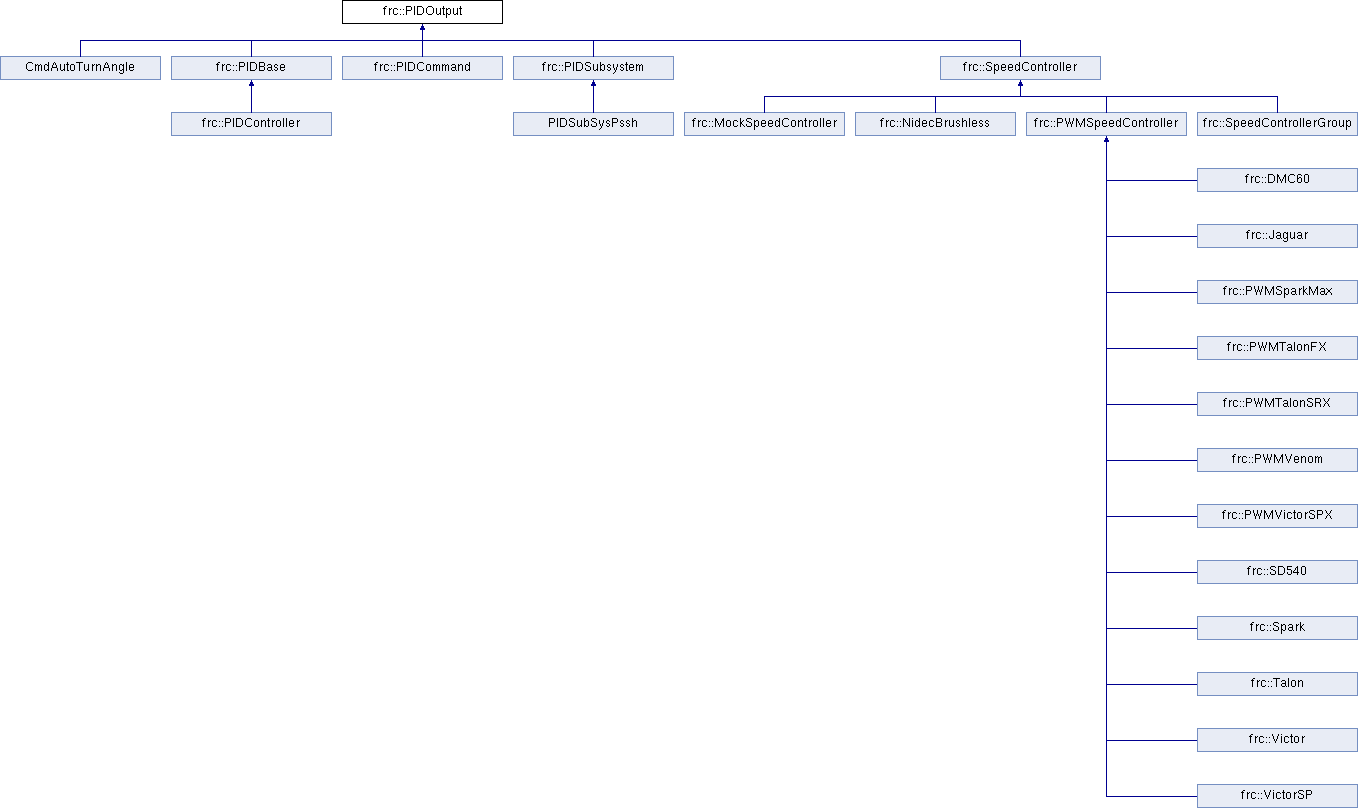 frc::PIDOutput
CmdAutoTurnAngle
frc::PIDBase
frc::PIDCommand
frc::PIDSubsystem
frc::SpeedController
frc::PIDController
PIDSubSysPssh
frc::MockSpeedController
frc::NidecBrushless
frc::PWMSpeedController
frc::SpeedControllerGroup
frc::DMC60
frc::Jaguar
frc::PWMSparkMax
frc::PWMTalonFX
frc::PWMTalonSRX
frc::PWMVenom
frc::PWMVictorSPX
frc::SD540
frc::Spark
frc::Talon
frc::Victor
frc::VictorSP